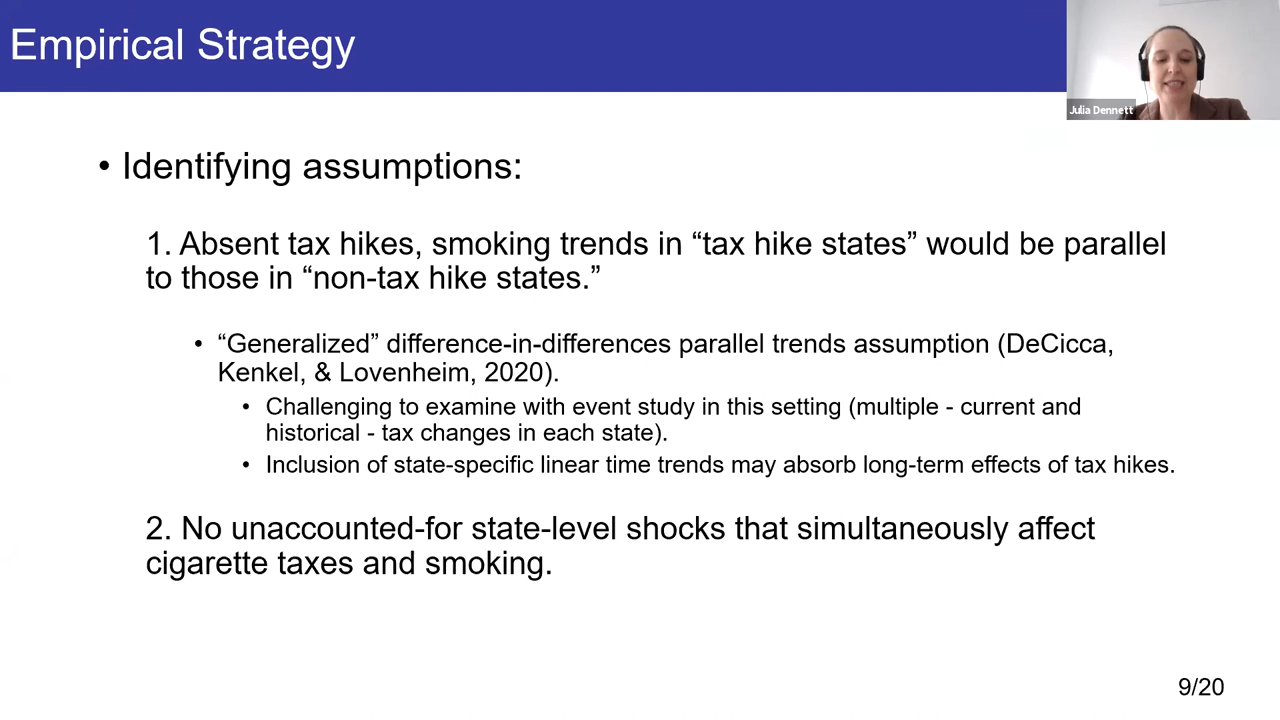 Empirical Strategy
Julia Dennett
• Identifying assumptions:
1. Absent tax hikes, smoking trends in “tax hike states” would be parallel
to those in “non-tax hike states.”
• “Generalized” difference-in-differences parallel trends assumption (DeCicca,
Kenkel, & Lovenheim, 2020).
• Challenging to examine with event study in this setting (multiple - current and
historical - tax changes in each state).
• Inclusion of state-specific linear time trends may absorb long-term effects of tax hikes.
2. No unaccounted-for state-level shocks that simultaneously affect
cigarette taxes and smoking.
9/20